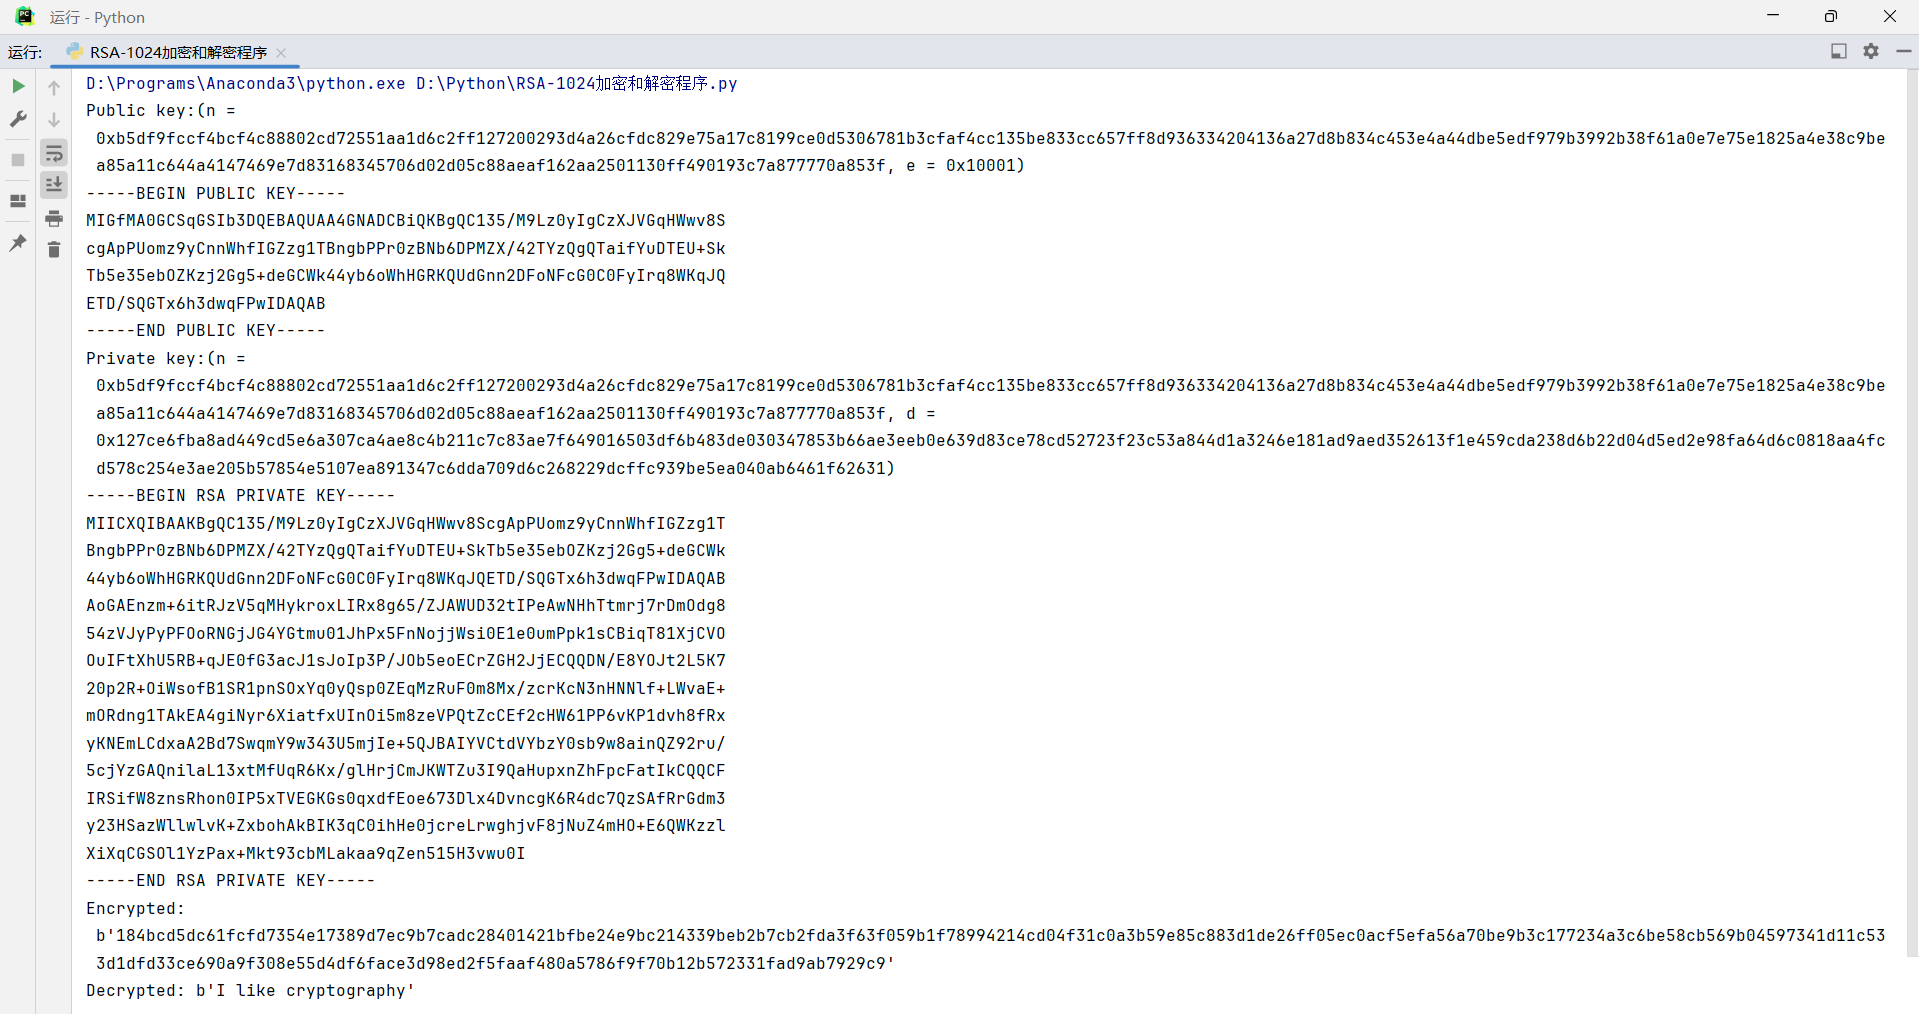 运行 - Python
运行: RSA-1024加密和解密程序
D:\Programs\Anaconda3\python.exe D:\Python\RSA-1024加密和解密程序.py
Public key:(n =
0xb5df9fccf4bcf4c88802cd72551aa1d6c2ff127200293d4a26cfdc829e75a17c8199ce0d5306781b3cfaf4cc135be833cc657ff8d936334204136a27d8b834c453e4a44dbe5edf979b3992b38f61a0e7e75e1825a4e38c9be
a85a11c644a4147469e7d83168345706d02d05c88aeaf162aa2501130ff490193c7a877770a853f, e = 0x10001)
-----BEGIN PUBLIC KEY-----
MIGfMA0GCSqGSIb3DQEBAQUAA4GNADCBiQKBgQC135/M9Lz0yIgCzXJVGqHWwv8S
cgApPUomz9yCnnWhfIGZzg1TBngbPPr0zBNb6DPMZX/42TYzQgQTaifYuDTEU+Sk
Tb5e35ebOZKzj2Gg5+deGCWk44yb6oWhHGRKQUdGnn2DFoNFcG0C0FyIrq8WKqJQ
ETD/SQGTx6h3dwqFPwIDAQAB
-----END PUBLIC KEY-----
Private key:(n =
0xb5df9fccf4bcf4c88802cd72551aa1d6c2ff127200293d4a26cfdc829e75a17c8199ce0d5306781b3cfaf4cc135be833cc657ff8d936334204136a27d8b834c453e4a44dbe5edf979b3992b38f61a0e7e75e1825a4e38c9be
a85a11c644a4147469e7d83168345706d02d05c88aeaf162aa2501130ff490193c7a877770a853f, d =
0x127ce6fba8ad449cd5e6a307ca4ae8c4b211c7c83ae7f649016503df6b483de030347853b66ae3eeb0e639d83ce78cd52723f23c53a844d1a3246e181ad9aed352613f1e459cda238d6b22d04d5ed2e98fa64d6c0818aa4fc
d578c254e3ae205b57854e5107ea891347c6dda709d6c268229dcffc939be5ea040ab6461f62631)
-----BEGIN RSA PRIVATE KEY-----
MIICXQIBAAKBgQC135/M9Lz0yIgCzXJVGqHWwv8ScgApPUomz9yCnnWhfIGZzg1T
BngbPPr0zBNb6DPMZX/42TYzQgQTaifYuDTEU+SkTb5e35ebOZKzj2Gg5+deGCWk
44yb6oWhHGRKQUdGnn2DFoNFcG0C0FyIrq8WKqJQETD/SQGTx6h3dwqFPwIDAQAB
AoGAEnzm+6itRJzV5qMHykroxLIRx8g65/ZJAWUD32tIPeAwNHhTtmrj7rDmOdg8
54zVJyPyPFOoRNGjJG4YGtmu01JhPx5FnNojjWsi0E1e0umPpk1sCBiqT81XjCVO
OuIFtXhU5RB+qJE0fG3acJ1sJoIp3P/JOb5eoECrZGH2JjECQQDN/E8YOJt2L5K7
20p2R+OiWsofB1SR1pnSOxYq0yQsp0ZEqMzRuF0m8Mx/zcrKcN3nHNNlf+LWvaE+
mORdng1TAkEA4giNyr6XiatfxUInOi5m8zeVPQtZcCEf2cHW61PP6vKP1dvh8fRx
yKNEmLCdxaA2Bd7SwqmY9w343U5mjIe+5QJBAIYVCtdVYbzY0sb9w8ainQZ92ru/
5cjYzGAQnilaL13xtMfUqR6Kx/glHrjCmJKWTZu3I9QaHupxnZhFpcFatIkCQQCF
IRSifW8znsRhon0IP5xTVEGKGs0qxdfEoe673Dlx4DvncgK6R4dc7QzSAfRrGdm3
y23HSazWllwlvK+ZxbohAkBIK3qC0ihHe0jcreLrwghjvF8jNuZ4mHO+E6QWKzzl
XiXqCGSOl1YzPax+Mkt93cbMLakaa9qZen515H3vwu0I
-----END RSA PRIVATE KEY-----
Encrypted:
b'184bcd5dc61fcfd7354e17389d7ec9b7cadc28401421bfbe24e9bc214339beb2b7cb2fda3f63f059b1f78994214cd04f31c0a3b59e85c883d1de26ff05ec0acf5efa56a70be9b3c177234a3c6be58cb569b04597341d11c53
3d1dfd33ce690a9f308e55d4df6face3d98ed2f5faaf480a5786f9f70b12b572331fad9ab7929c9'
Decrypted: b'I like cryptography'